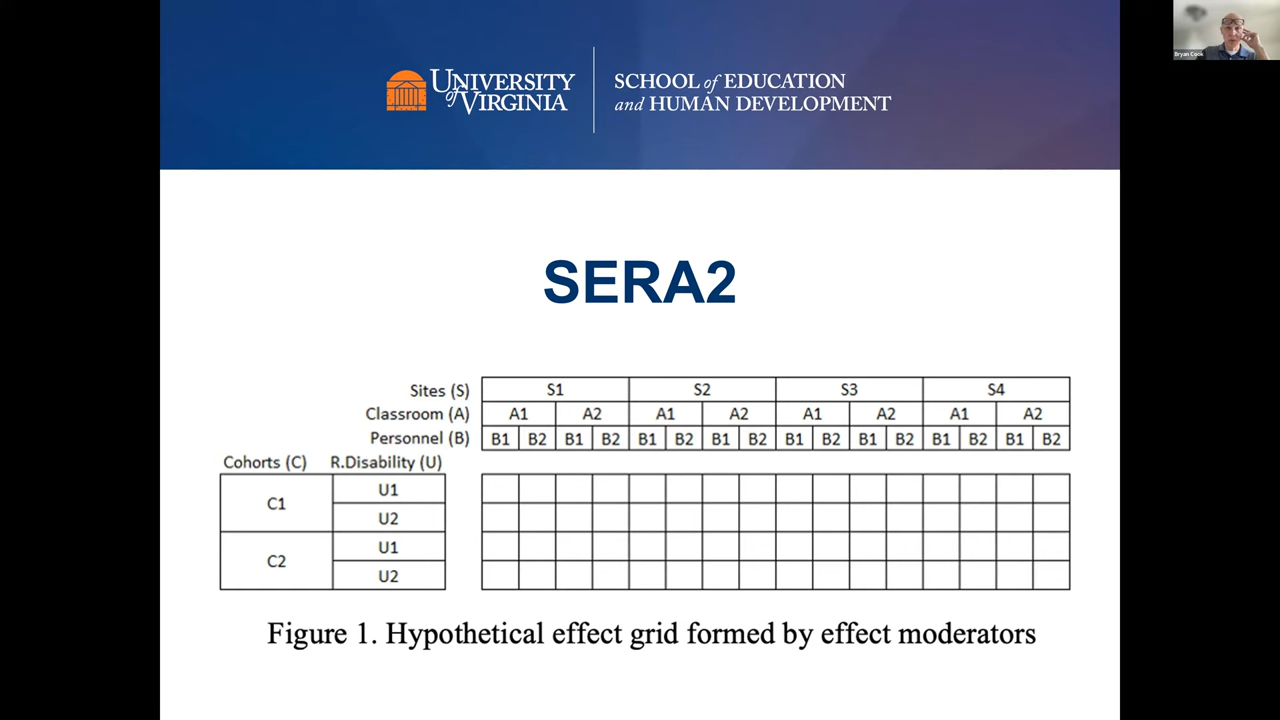 Bryan Cook
UNIVERSITY of VIRGINIA
SCHOOL of EDUCATION
and HUMAN DEVELOPMENT
SERA2
Sites (S) S1 S2 S3 S4
Classroom (A) A1 A2 A1 A2 A1 A2 A1 A2
Personnel (B) B1 B2 B1 B2 B1 B2 B1 B2 B1 B2 B1 B2 B1 B2 B1 B2
Cohorts (C) R.Disability (U)
C1 U1
U2
C2 U1
U2
Figure 1. Hypothetical effect grid formed by effect moderators